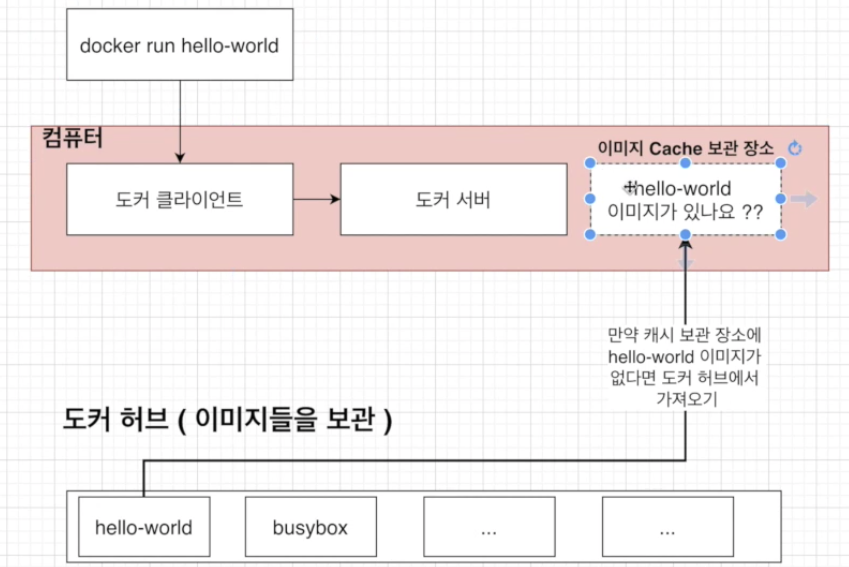 docker run hello-world
컴퓨터
이미지 Cache 보관 장소
도커 클라이언트
도커 서버
hello-world
이미지가 있나요 ??
만약 캐시 보관 장소에
hello-world 이미지가
없다면 도커 허브에서
가져오기
도커 허브 ( 이미지들을 보관 )
hello-world
busybox
...
...